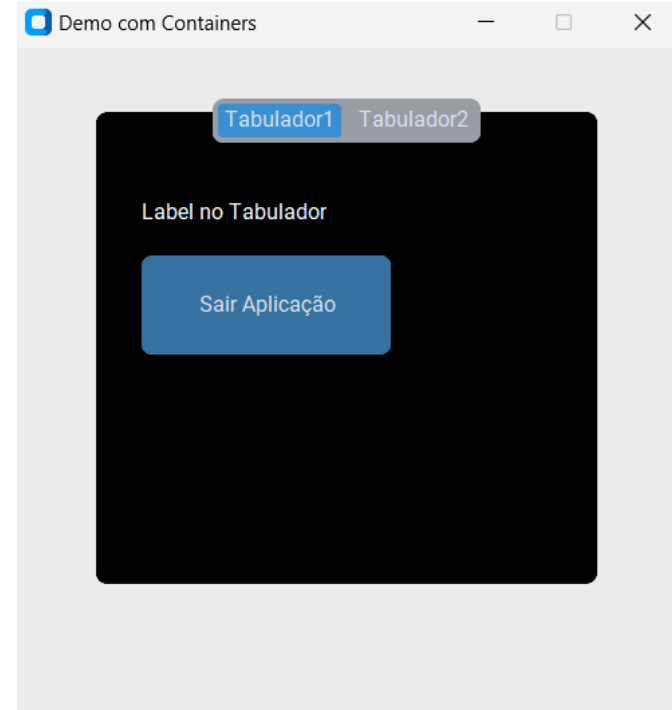 Demo com Containers
Tabulador1 Tabulador2
Label no Tabulador
Sair Aplicação